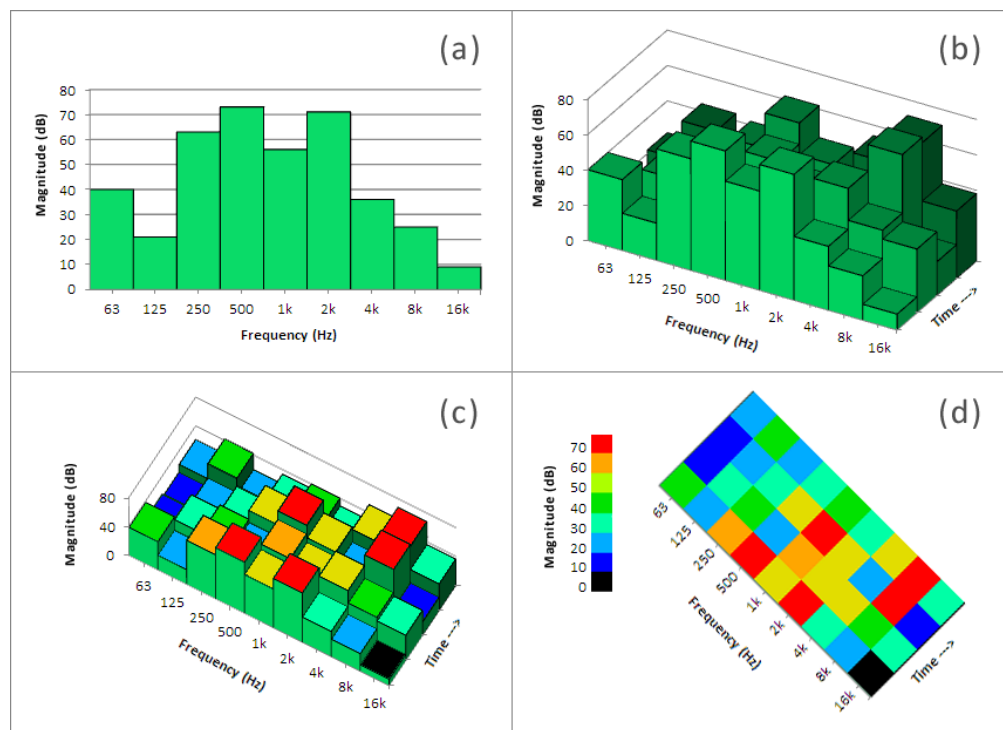 (a)
Magnitude (dB)
80
70
60
50
40
30
20
10
0
63 125 250 500 1k 2k 4k 8k 16k
Frequency (Hz)
(b)
Magnitude (dB)
80
60
40
20
0
63
125
250
500
1k
2k
4k
8k
16k
Frequency (Hz)
Time --->
(c)
Magnitude (dB)
80
40
0
63
125
250
500
1k
2k
4k
8k
16k
Frequency (Hz)
Time --->
(d)
Magnitude (dB)
70
60
50
40
30
20
10
0
63
125
250
500
1k
2k
4k
8k
16k
Frequency (Hz)
Time --->